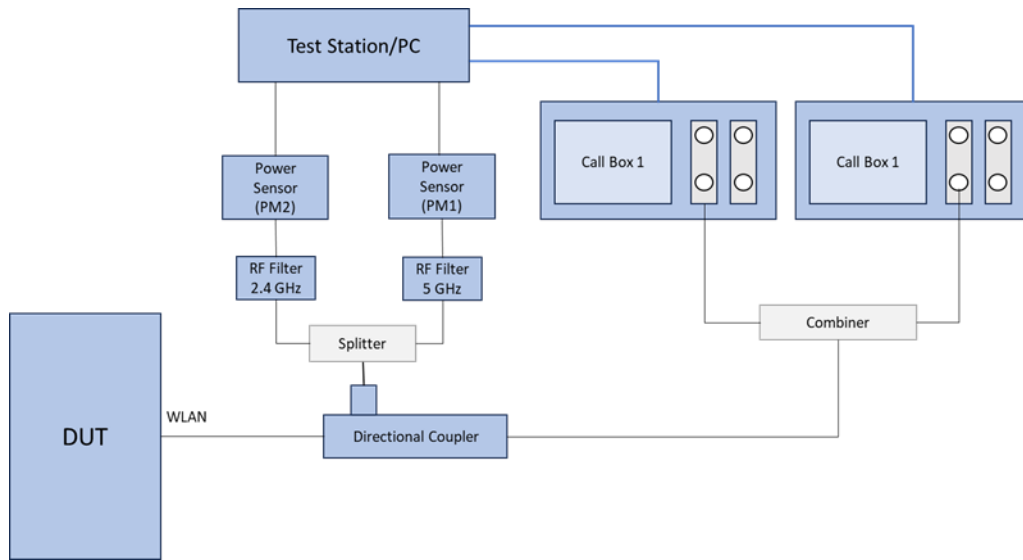 Test Station/PC
Call Box 1
Call Box 1
Power
Sensor
(PM2)
Power
Sensor
(PM1)
RF Filter
2.4 GHz
RF Filter
5 GHz
Combiner
Splitter
WLAN
DUT
Directional Coupler